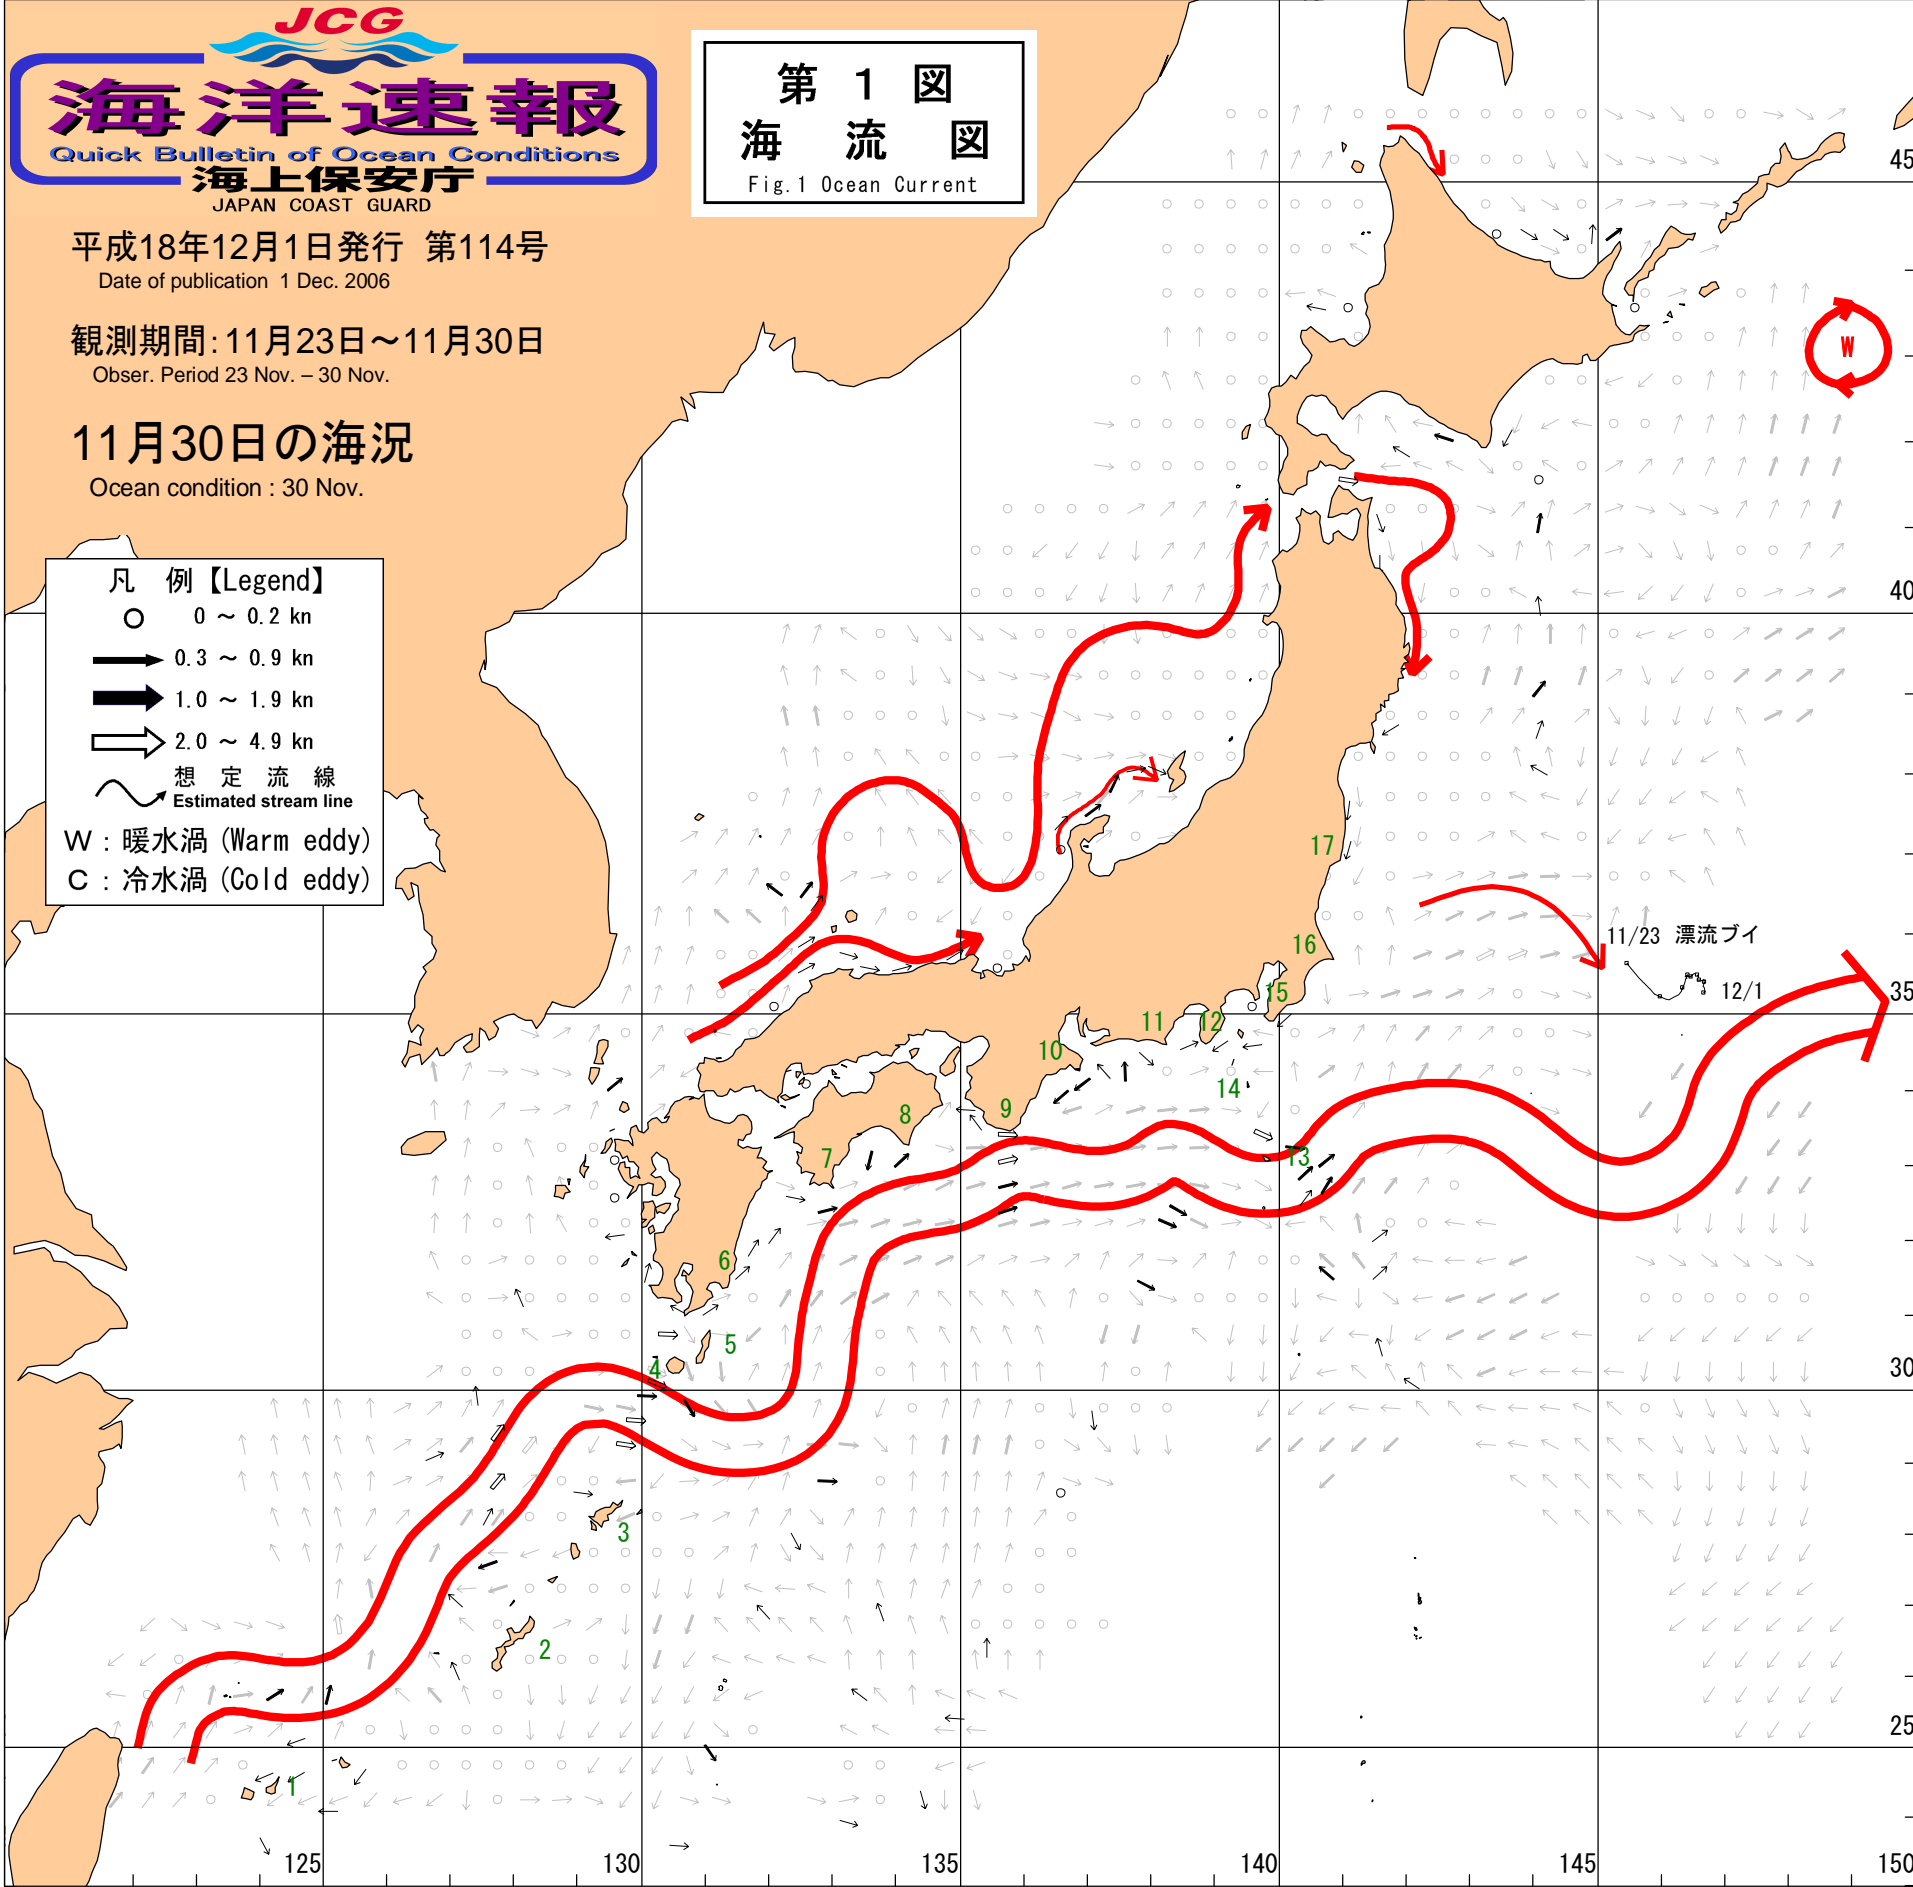 JCG
海洋速報
Quick Bulletin of Ocean Conditions
海上保安庁
JAPAN COAST GUARD
平成18年12月1日発行 第114号
Date of publication 1 Dec. 2006
観測期間:11月23日~11月30日
Obser. Period 23 Nov. – 30 Nov.
11月30日の海況
Ocean condition : 30 Nov.
第 1 図
海 流 図
Fig.1 Ocean Current
凡 例【Legend】
0 ~ 0.2 kn
0.3 ~ 0.9 kn
1.0 ~ 1.9 kn
2.0 ~ 4.9 kn
想 定 流 線
Estimated stream line
W : 暖水渦 (Warm eddy)
C : 冷水渦 (Cold eddy)
45
W
40
17
16
11/23 漂流ブイ
12/1
35
15
12
11
10
14
9
8
7
13
6
5
4
30
3
2
25
1
125
130
135
140
145
150